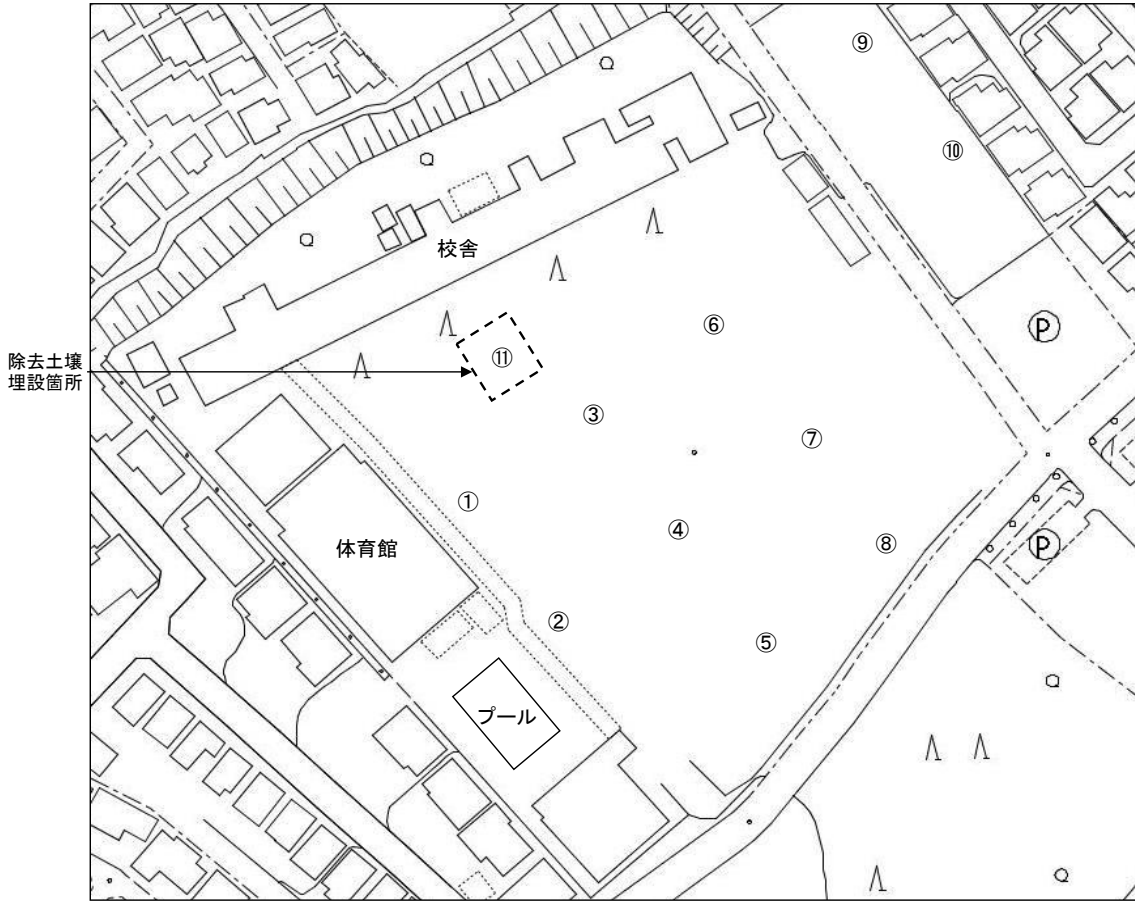 ⑨
⑩
校舎
⑥
Ⓟ
除去土壌
埋設箇所
⑪
③
⑦
①
体育館
④
⑧
Ⓟ
②
⑤
プール